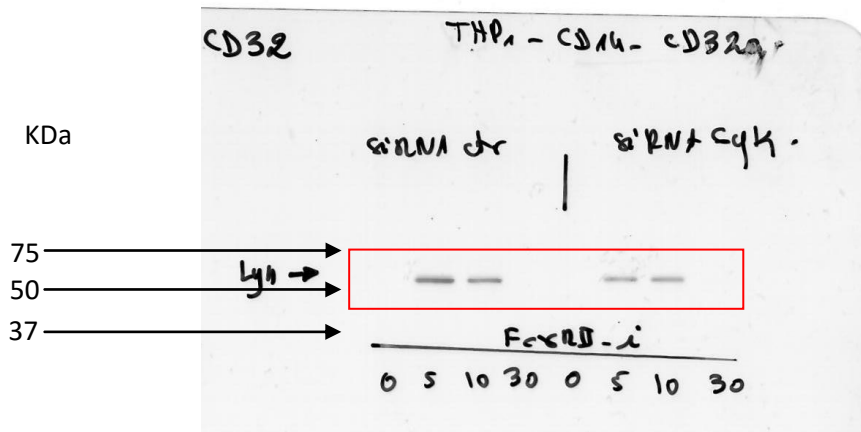 CD32 THP1 - CD14 - CD32a.
KDa
siRNA ctr siRNA Syk.
75
Lyn →
50
37
FcγRII - i
0 5 10 30 0 5 10 30